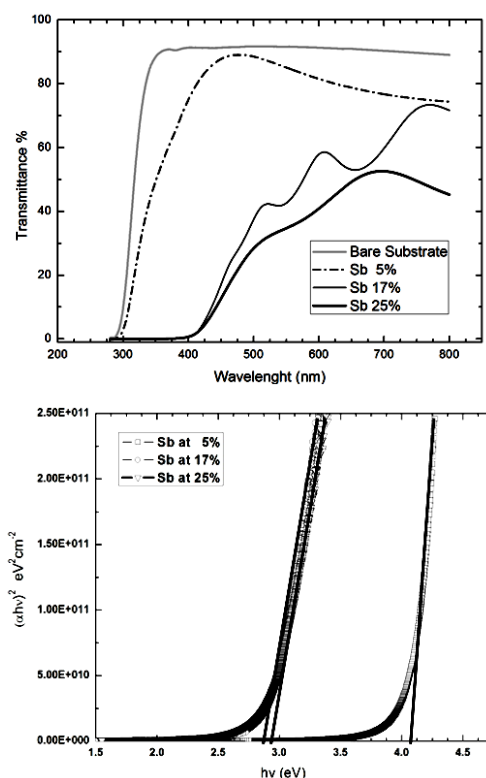 100
80
60
40
20
0
Transmittance %
Bare Substrate
Sb 5%
Sb 17%
Sb 25%
200 300 400 500 600 700 800
Wavelenght (nm)
2.50E+011
2.00E+011
1.50E+011
1.00E+011
5.00E+010
0.00E+000
(αhν)² eV²cm⁻²
Sb at 5%
Sb at 17%
Sb at 25%
1.5 2.0 2.5 3.0 3.5 4.0 4.5
hν (eV)